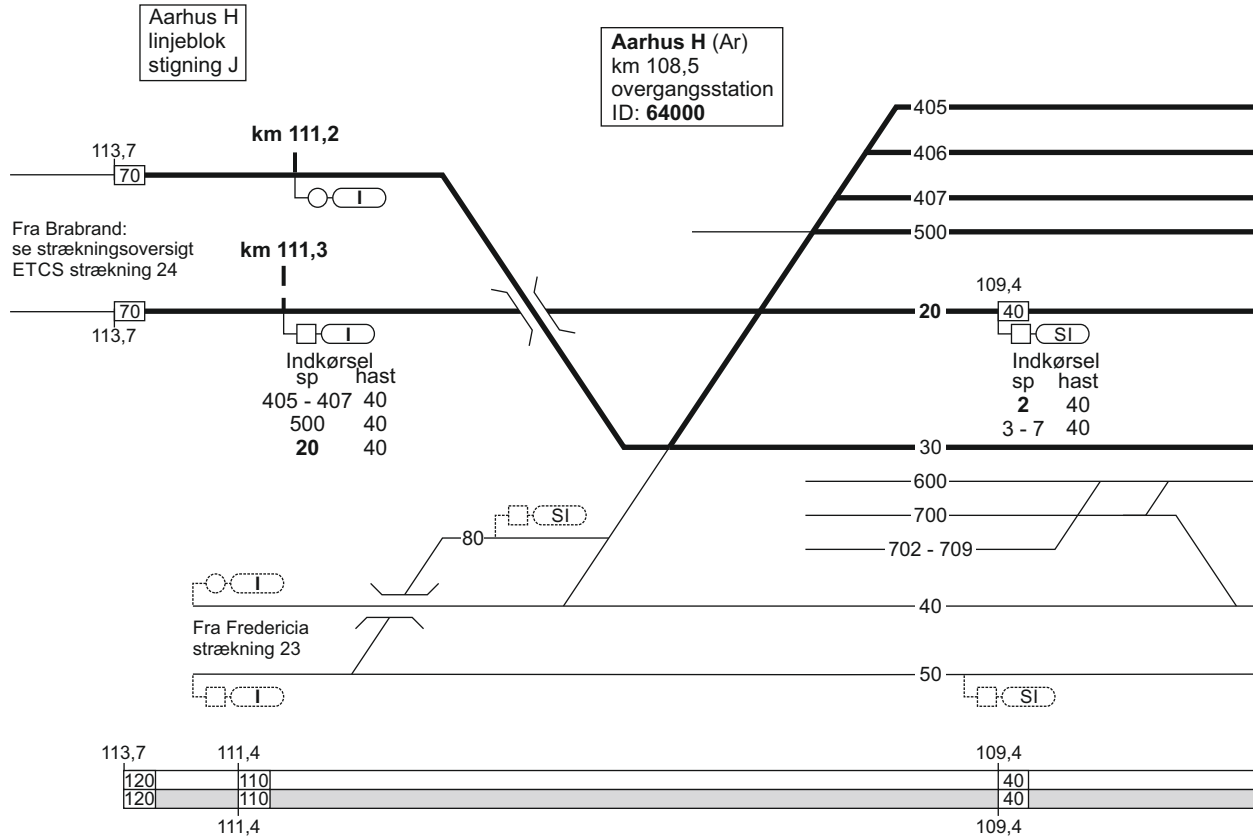 Aarhus H
linjeblok
stigning J
Aarhus H (Ar)
km 108,5
overgangsstation
ID: 64000
405
406
407
500
km 111,2
113,7
70
I
Fra Brabrand:
se strækningsoversigt
ETCS strækning 24
km 111,3
70
113,7
I
Indkørsel
sp hast
405 - 407 40
500 40
20 40
20
109,4
40
SI
Indkørsel
sp hast
2 40
3 - 7 40
30
600
700
702 - 709
SI
80
I
40
Fra Fredericia
strækning 23
50
I
SI
113,7 111,4 109,4
120 110 40
120 110 40
111,4 109,4